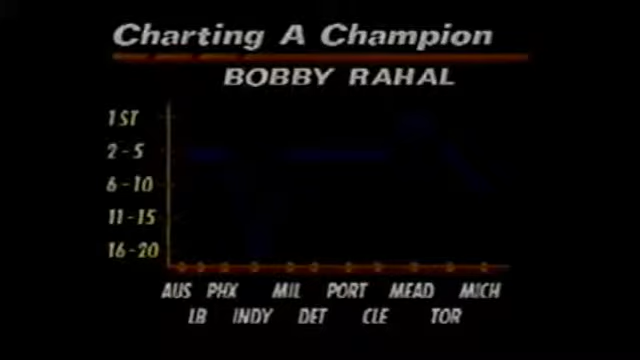 Charting A Champion
BOBBY RAHAL
1ST
2-5
6-10
11-15
16-20
AUS PHX MIL PORT MEAD MICH
LB INDY DET CLE TOR